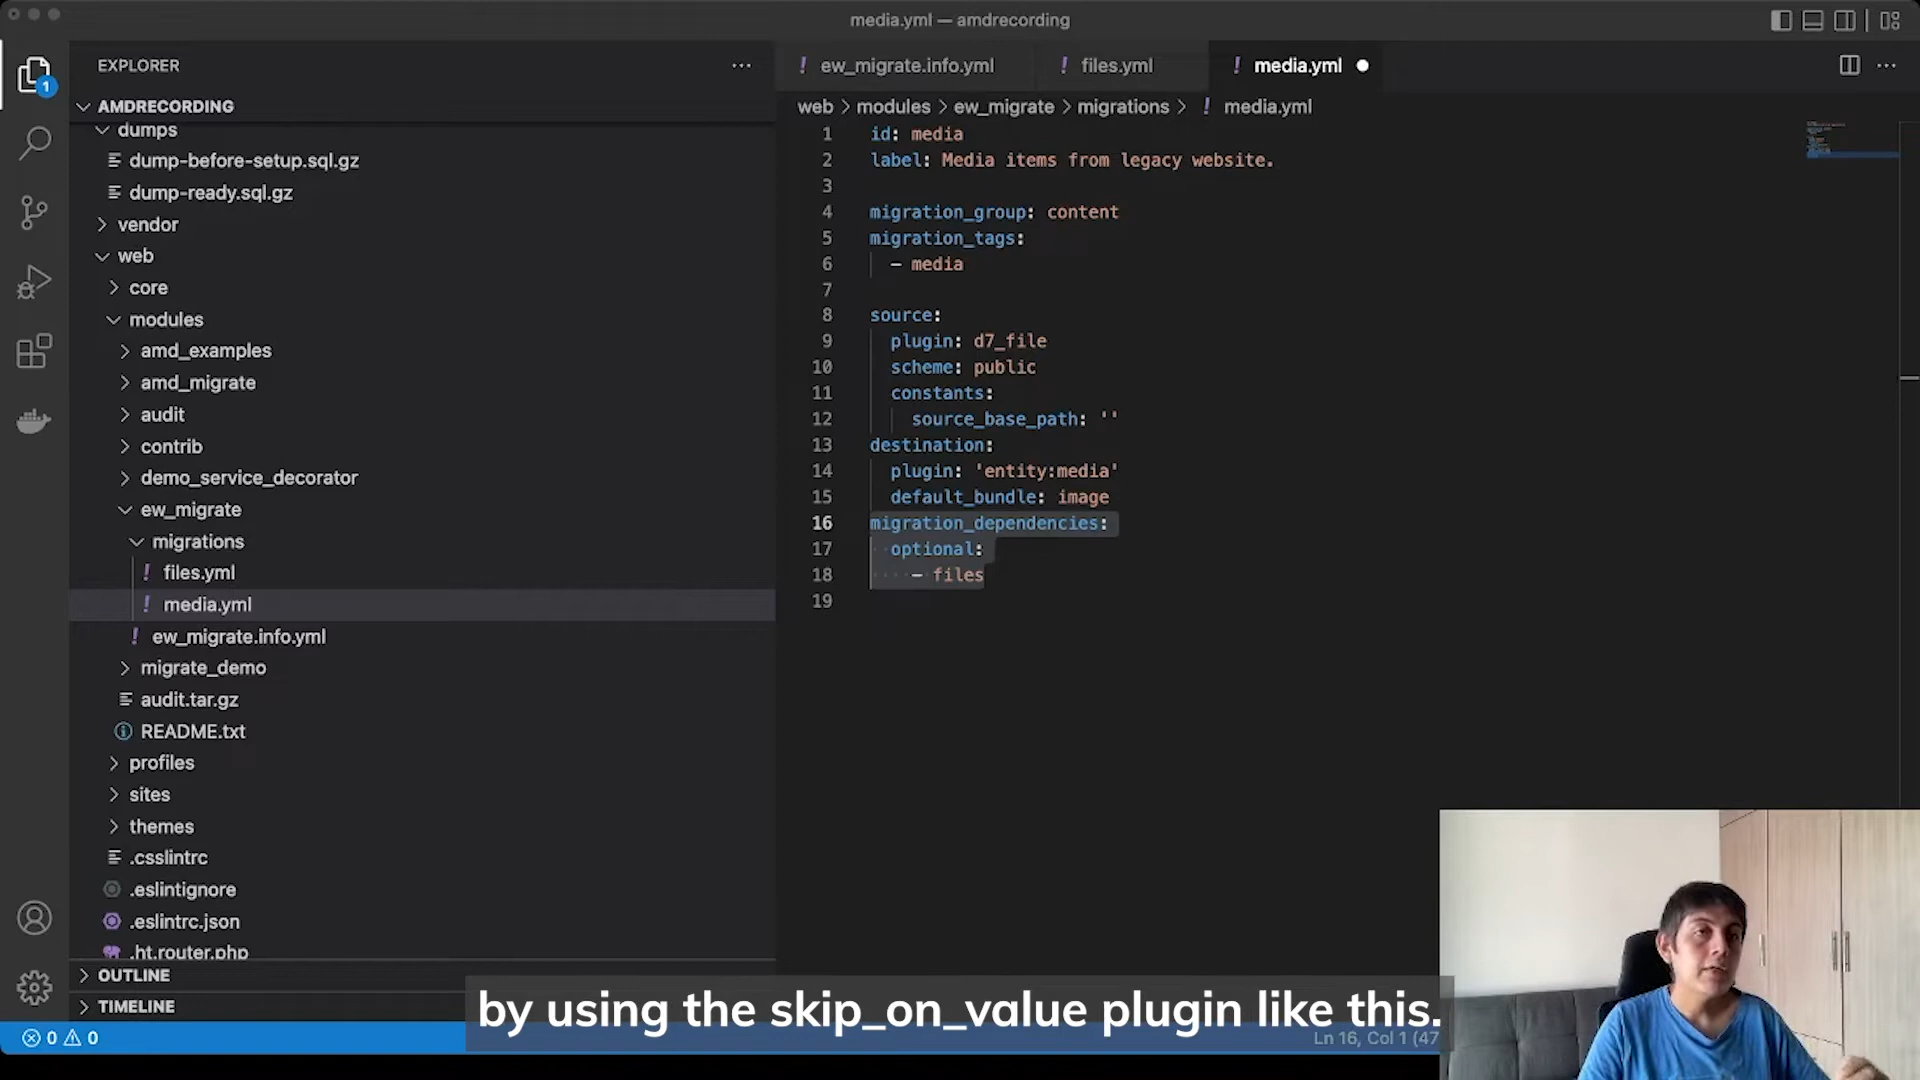 media.yml — amdrecording
EXPLORER
AMDRECORDING
dumps
dump-before-setup.sql.gz
dump-ready.sql.gz
vendor
web
core
modules
amd_examples
amd_migrate
audit
contrib
demo_service_decorator
ew_migrate
migrations
files.yml
media.yml
ew_migrate.info.yml
migrate_demo
audit.tar.gz
README.txt
profiles
sites
themes
.csslintrc
.eslintignore
.eslintrc.json
.ht.router.php
OUTLINE
TIMELINE
1
0 0
! ew_migrate.info.yml ! files.yml ! media.yml
web > modules > ew_migrate > migrations > ! media.yml
1 id: media
2 label: Media items from legacy website.
3
4 migration_group: content
5 migration_tags:
6 - media
7
8 source:
9 plugin: d7_file
10 scheme: public
11 constants:
12 source_base_path: ''
13 destination:
14 plugin: 'entity:media'
15 default_bundle: image
16 migration_dependencies:
17 optional:
18 - files
19
by using the skip_on_value plugin like this.
Ln 16, Col 1 (47